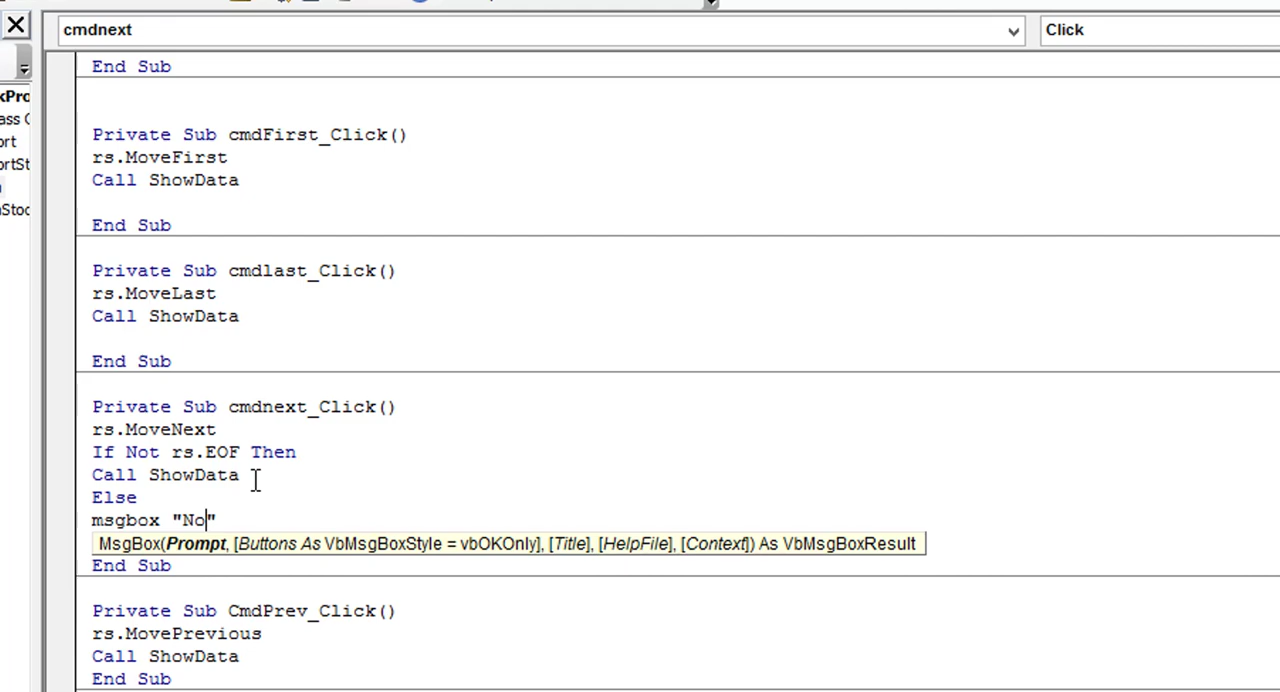 cmdnext
Click
End Sub
Private Sub cmdFirst_Click()
rs.MoveFirst
Call ShowData
End Sub
Private Sub cmdlast_Click()
rs.MoveLast
Call ShowData
End Sub
Private Sub cmdnext_Click()
rs.MoveNext
If Not rs.EOF Then
Call ShowData
Else
msgbox "No"
MsgBox(Prompt, [Buttons As VbMsgBoxStyle = vbOKOnly], [Title], [HelpFile], [Context]) As VbMsgBoxResult
End Sub
Private Sub CmdPrev_Click()
rs.MovePrevious
Call ShowData
End Sub